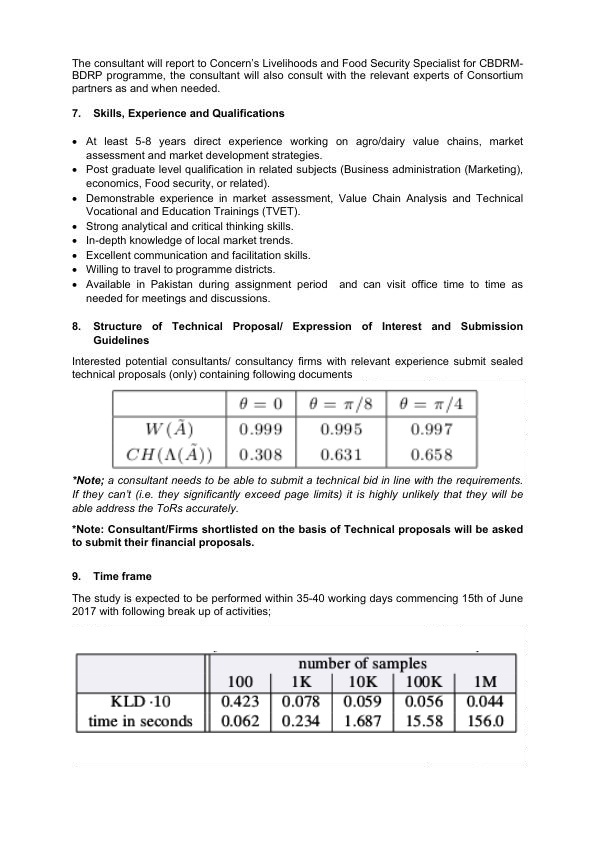 The consultant will report to Concern's Livelihoods and Food Security Specialist for CBDRM-
BDRP programme, the consultant will also consult with the relevant experts of Consortium
partners as and when needed.
7. Skills, Experience and Qualifications
• At least 5-8 years direct experience working on agro/dairy value chains, market
assessment and market development strategies.
• Post graduate level qualification in related subjects (Business administration (Marketing),
economics, Food security, or related).
• Demonstrable experience in market assessment, Value Chain Analysis and Technical
Vocational and Education Trainings (TVET).
• Strong analytical and critical thinking skills.
• In-depth knowledge of local market trends.
• Excellent communication and facilitation skills.
• Willing to travel to programme districts.
• Available in Pakistan during assignment period and can visit office time to time as
needed for meetings and discussions.
8. Structure of Technical Proposal/ Expression of Interest and Submission
Guidelines
Interested potential consultants/ consultancy firms with relevant experience submit sealed
technical proposals (only) containing following documents
θ = 0 θ = π/8 θ = π/4
W(Ã) 0.999 0.995 0.997
CH(Λ(Ã)) 0.308 0.631 0.658
*Note; a consultant needs to be able to submit a technical bid in line with the requirements.
If they can't (i.e. they significantly exceed page limits) it is highly unlikely that they will be
able address the ToRs accurately.
*Note: Consultant/Firms shortlisted on the basis of Technical proposals will be asked
to submit their financial proposals.
9. Time frame
The study is expected to be performed within 35-40 working days commencing 15th of June
2017 with following break up of activities;
number of samples
100 1K 10K 100K 1M
KLD ·10 0.423 0.078 0.059 0.056 0.044
time in seconds 0.062 0.234 1.687 15.58 156.0